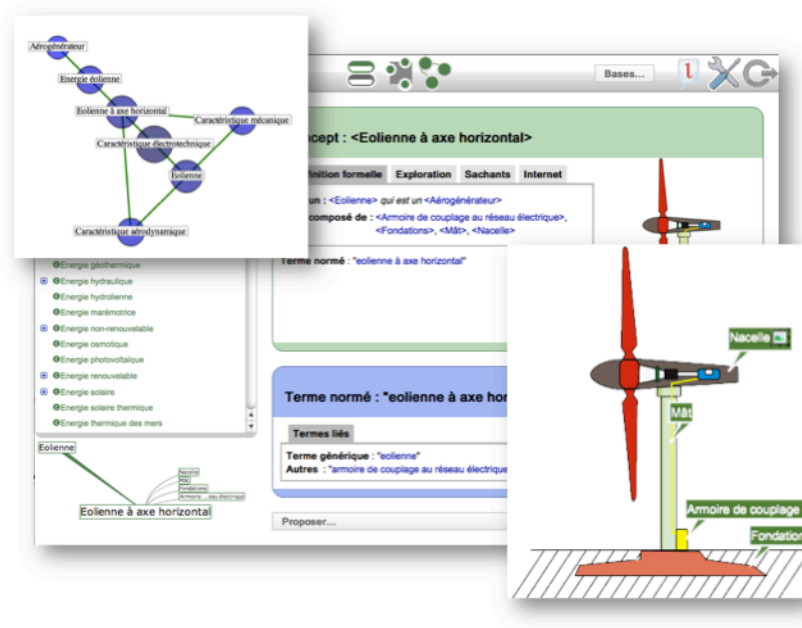 Aérogénérateur
Energie éolienne
Eolienne à axe horizontal
Caractéristique mécanique
Caractéristique électrotechnique
Eolienne
Caractéristique aérodynamique
Bases...
cept : <Eolienne à axe horizontal>
inition formelle Exploration Sachants Internet
un : <Eolienne> qui est un <Aérogénérateur>
composé de : <Armoire de couplage au réseau électrique>,
<Fondations>, <Mât>, <Nacelle>
Terme normé : "eolienne à axe horizontal"
Energie géothermique
Energie hydraulique
Energie hydrolienne
Energie marémotrice
Energie non-renouvelable
Energie osmotique
Energie photovoltaïque
Energie renouvelable
Energie solaire
Energie solaire thermique
Energie thermique des mers
Terme normé : "eolienne à axe hor
Termes liés
Terme générique : "eolienne"
Autres : "armoire de couplage au réseau électrique
Proposer...
Eolienne
Nacelle
Mât
Fondations
Armoire ... eau électrique
Eolienne à axe horizontal
Nacelle
Mât
Armoire de couplage
Fondation